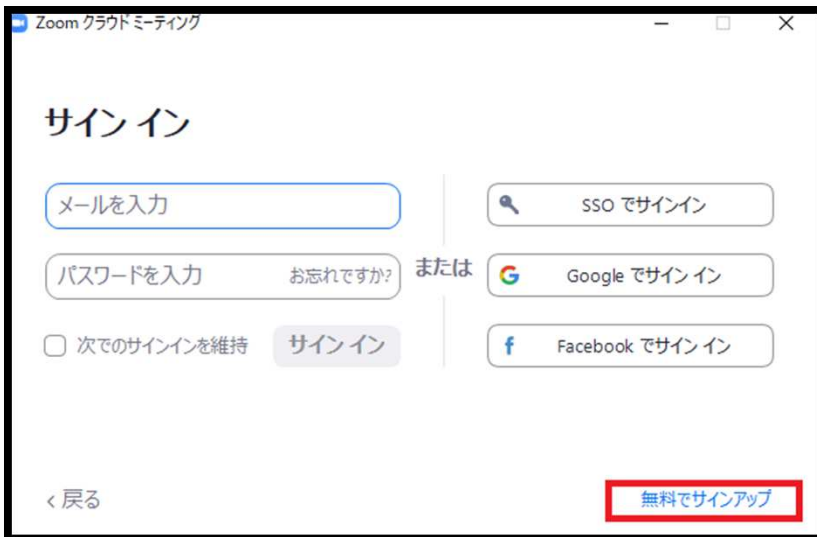 Zoom クラウド ミーティング
サイン イン
メールを入力
パスワードを入力 お忘れですか?
次でのサインインを維持 サイン イン
または
SSO でサインイン
Google でサイン イン
Facebook でサイン イン
< 戻る
無料でサインアップ